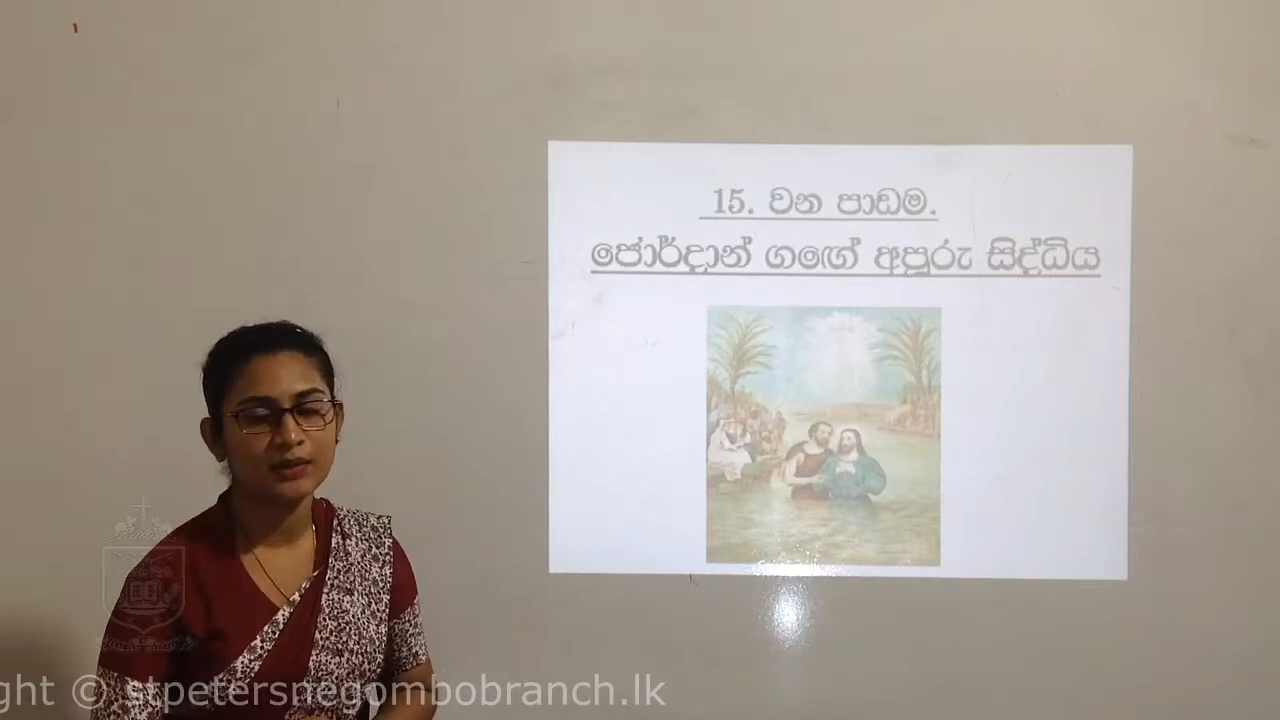 15. වන පාඩම.
ජොර්දාන් ගඟේ අපූරු සිද්ධිය
ght © stpetersnegombobranch.lk